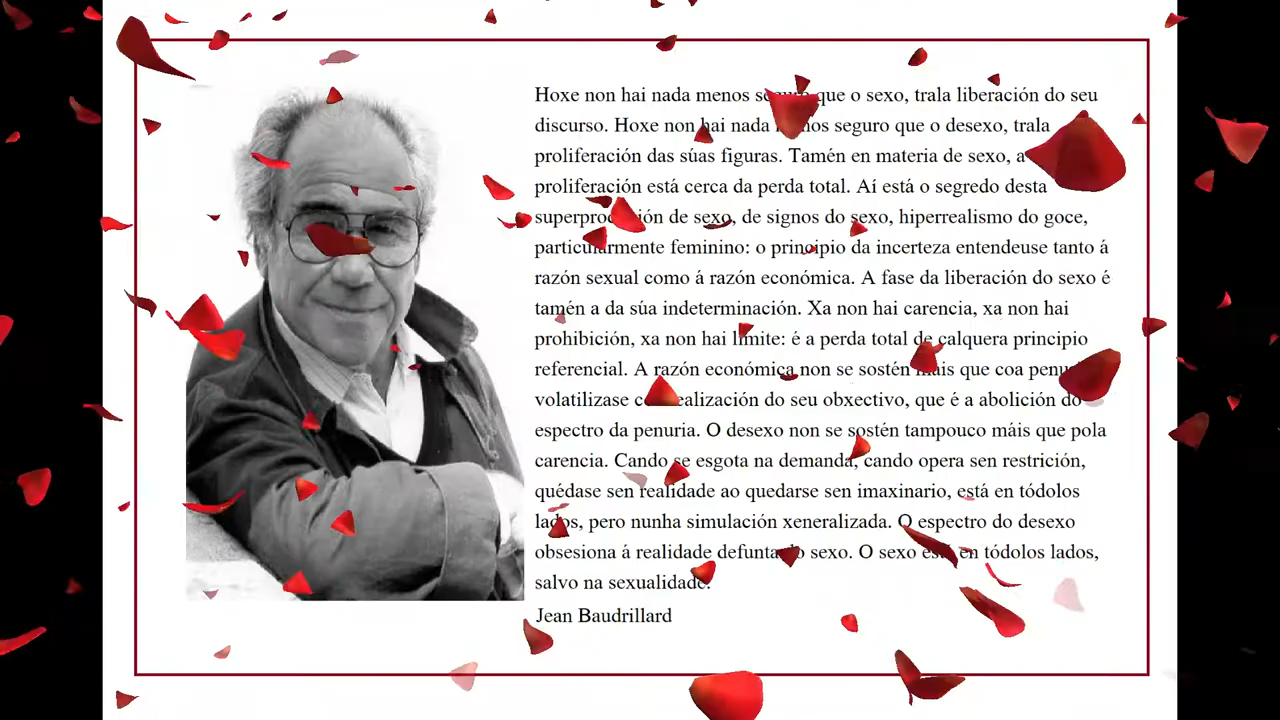 Hoxe non hai nada menos seguro que o sexo, trala liberación do seu
discurso. Hoxe non hai nada menos seguro que o desexo, trala
proliferación das súas figuras. Tamén en materia de sexo, a
proliferación está cerca da perda total. Aí está o segredo desta
superproducción de sexo, de signos do sexo, hiperrealismo do goce,
particularmente feminino: o principio da incerteza entendeuse tanto á
razón sexual como á razón económica. A fase da liberación do sexo é
tamén a da súa indeterminación. Xa non hai carencia, xa non hai
prohibición, xa non hai límite: é a perda total de calquera principio
referencial. A razón económica non se sostén mais que coa
volatilizase realización do seu obxectivo, que é a abolición do
espectro da penuria. O desexo non se sostén tampouco máis que pola
carencia. Cando se esgota na demanda, cando opera sen restrición,
quédase sen realidade ao quedarse sen imaxinario, está en tódolos
lados, pero nunha simulación xeneralizada. O espectro do desexo
obsesiona á realidade defunta do sexo. O sexo está en tódolos lados,
salvo na sexualidade.
Jean Baudrillard